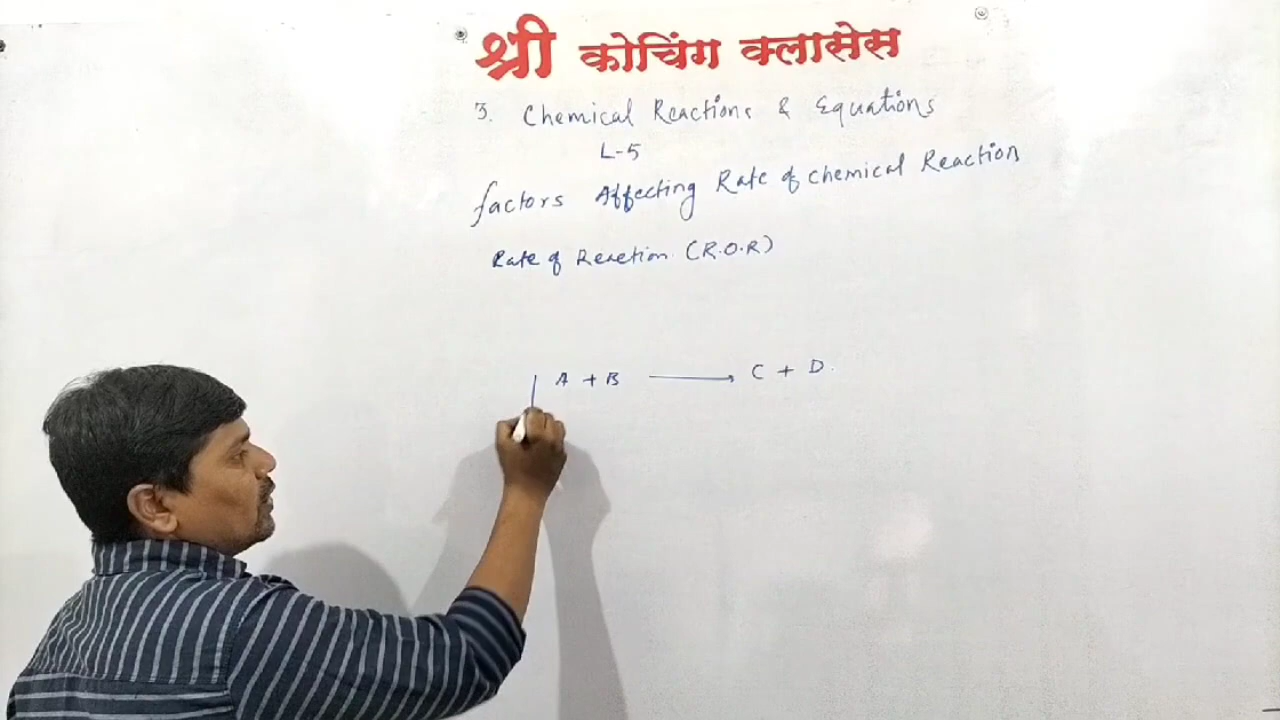 श्री कोचिंग क्लासेस
3. Chemical Reactions & Equations
L-5
factors Affecting Rate of chemical Reaction
Rate of Reaction (R.O.R)
A + B ⟶ C + D.